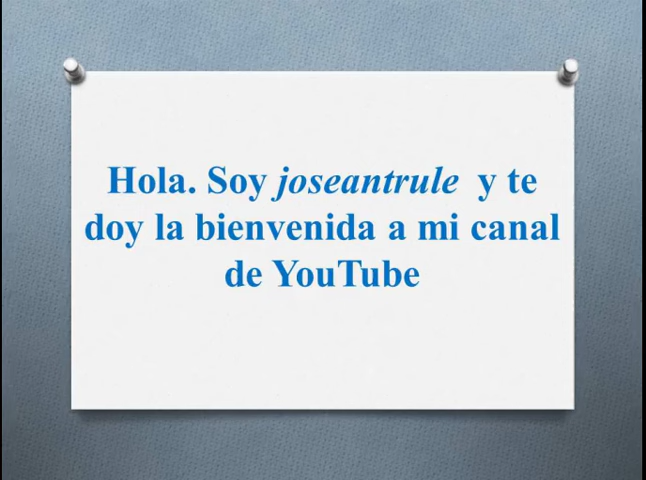 Hola. Soy joseantrule y te
doy la bienvenida a mi canal
de YouTube